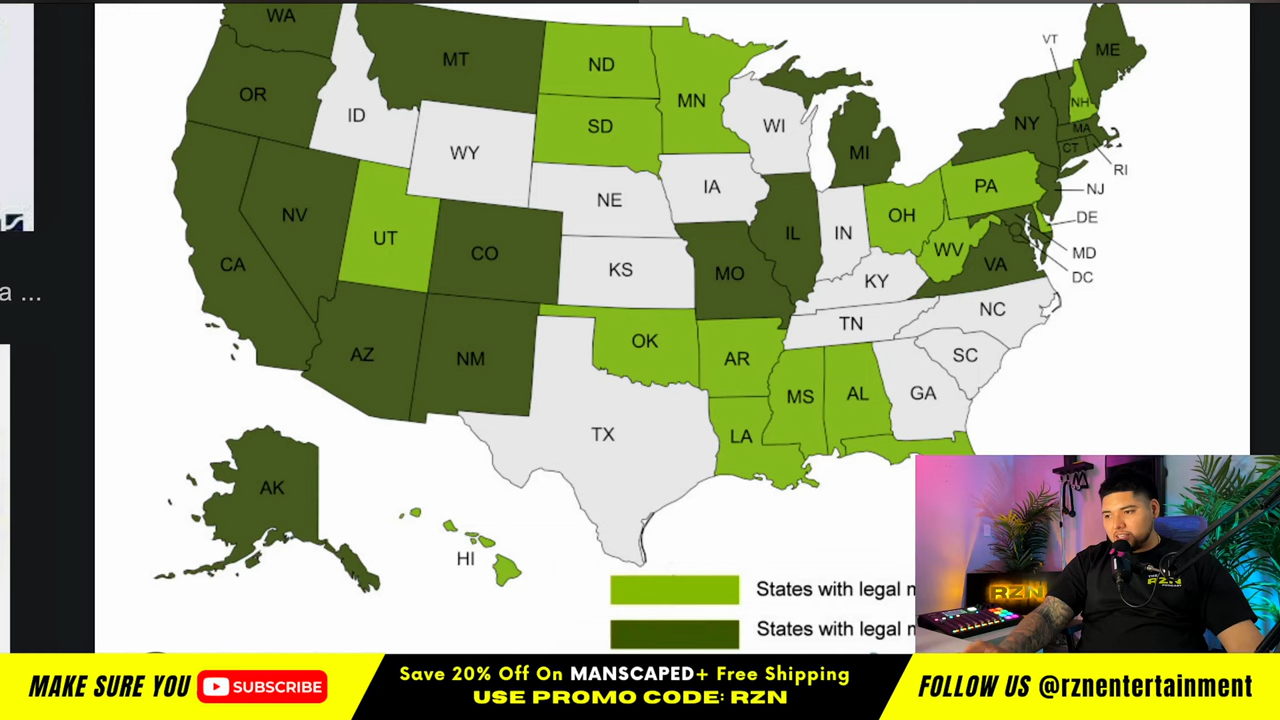 WA
MT
ND
MN
VT
ME
OR
ID
SD
WI
MI
NY
NH
MA
CT
RI
WY
IA
PA
NJ
NE
OH
DE
NV
UT
CO
IL
IN
WV
VA
MD
DC
CA
KS
MO
KY
NC
TN
AZ
NM
OK
AR
SC
MS
AL
GA
TX
LA
a ...
AK
HI
States with legal m
States with legal m
RZN
RZN
MAKE SURE YOU
SUBSCRIBE
Save 20% Off On MANSCAPED+ Free Shipping
USE PROMO CODE: RZN
FOLLOW US @rznentertainment